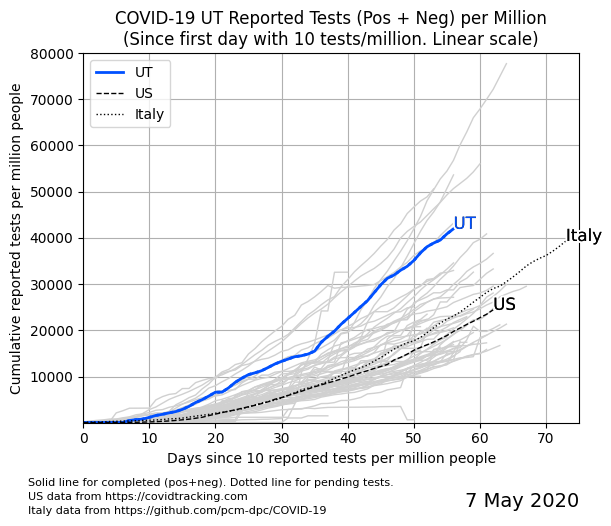 COVID-19 UT Reported Tests (Pos + Neg) per Million
(Since first day with 10 tests/million. Linear scale)
Cumulative reported tests per million people
80000
70000
60000
50000
40000
30000
20000
10000
UT
US
Italy
UT
Italy
US
0 10 20 30 40 50 60 70
Days since 10 reported tests per million people
Solid line for completed (pos+neg). Dotted line for pending tests.
US data from https://covidtracking.com
Italy data from https://github.com/pcm-dpc/COVID-19
7 May 2020